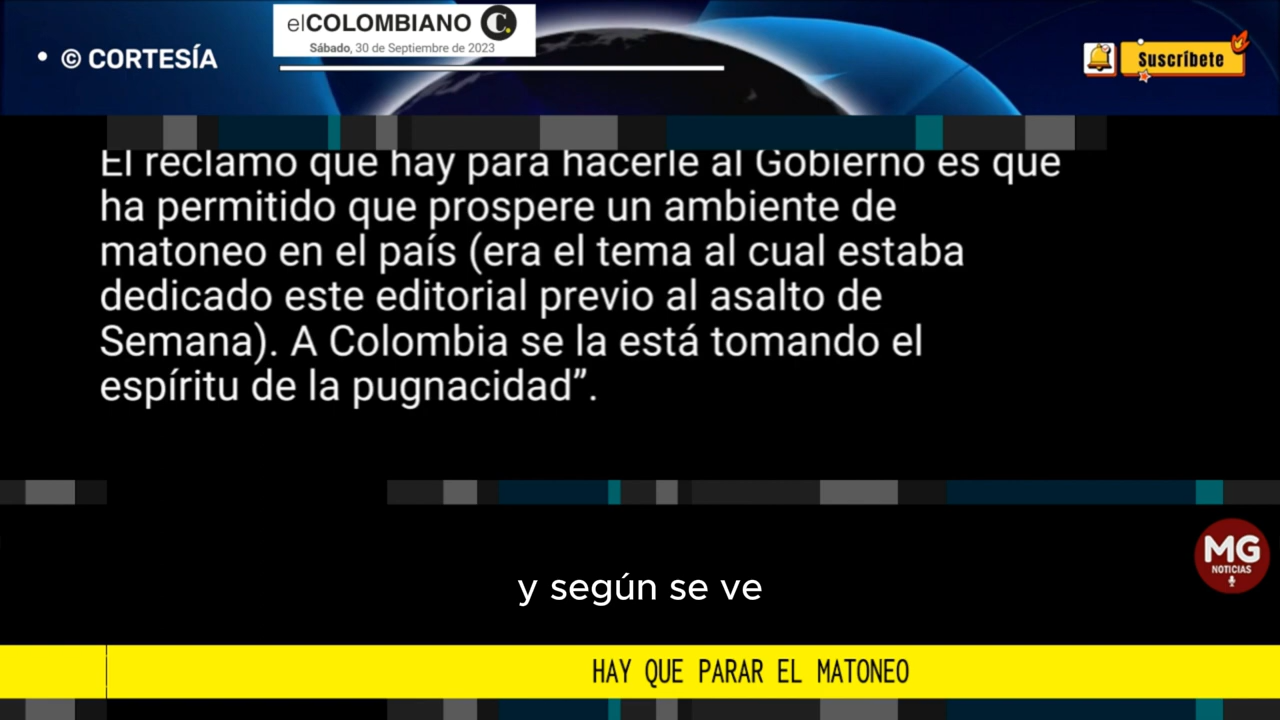 • © CORTESÍA
elCOLOMBIANO C.
Sábado, 30 de Septiembre de 2023
Suscríbete
El reclamo que hay para hacerle al Gobierno es que
ha permitido que prospere un ambiente de
matoneo en el país (era el tema al cual estaba
dedicado este editorial previo al asalto de
Semana). A Colombia se la está tomando el
espíritu de la pugnacidad”.
MG
NOTICIAS
y según se ve
HAY QUE PARAR EL MATONEO